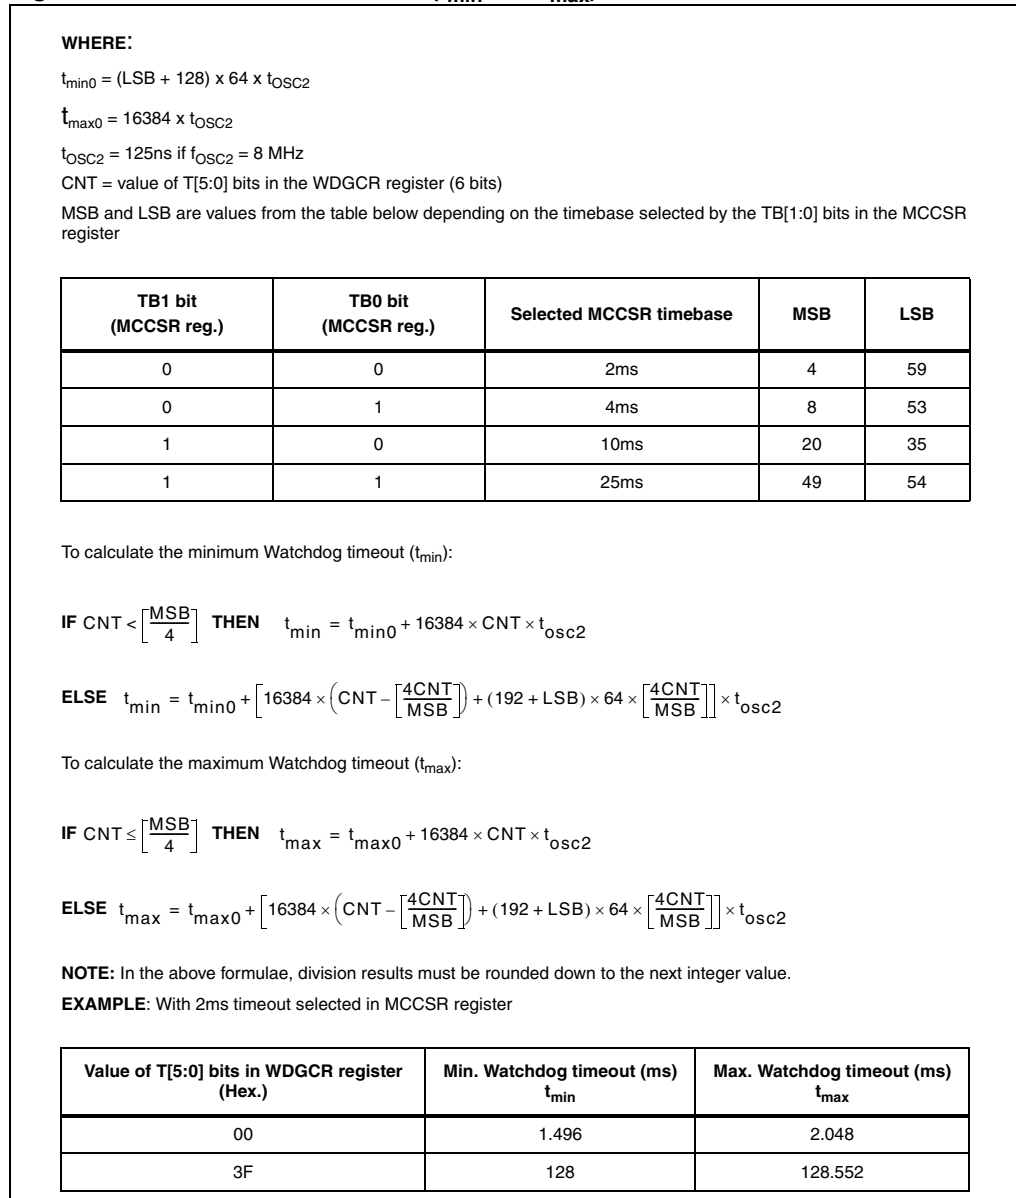 WHERE:
tmin0 = (LSB + 128) x 64 x tOSC2
tmax0 = 16384 x tOSC2
tOSC2 = 125ns if fOSC2 = 8 MHz
CNT = value of T[5:0] bits in the WDGCR register (6 bits)
MSB and LSB are values from the table below depending on the timebase selected by the TB[1:0] bits in the MCCSR
register
TB1 bit (MCCSR reg.) TB0 bit (MCCSR reg.) Selected MCCSR timebase MSB LSB
0 0 2ms 4 59
0 1 4ms 8 53
1 0 10ms 20 35
1 1 25ms 49 54
To calculate the minimum Watchdog timeout (tmin):
IF CNT < [MSB/4] THEN tmin = tmin0 + 16384 × CNT × tosc2
ELSE tmin = tmin0 + [16384 × (CNT – [4CNT/MSB]) + (192 + LSB) × 64 × [4CNT/MSB]] × tosc2
To calculate the maximum Watchdog timeout (tmax):
IF CNT ≤ [MSB/4] THEN tmax = tmax0 + 16384 × CNT × tosc2
ELSE tmax = tmax0 + [16384 × (CNT – [4CNT/MSB]) + (192 + LSB) × 64 × [4CNT/MSB]] × tosc2
NOTE: In the above formulae, division results must be rounded down to the next integer value.
EXAMPLE: With 2ms timeout selected in MCCSR register
Value of T[5:0] bits in WDGCR register (Hex.) Min. Watchdog timeout (ms) tmin Max. Watchdog timeout (ms) tmax
00 1.496 2.048
3F 128 128.552